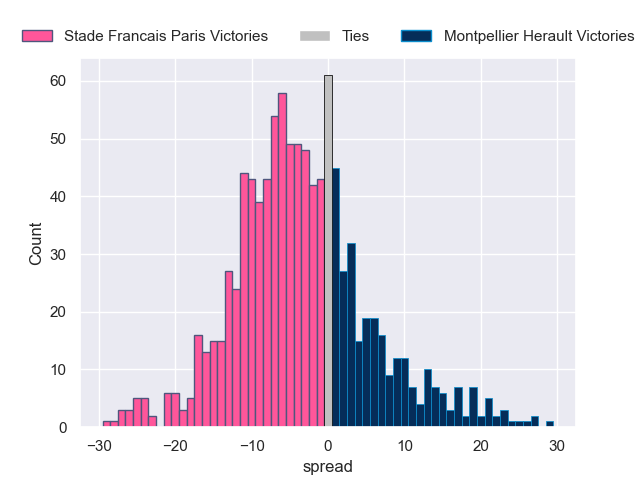 Stade Francais Paris Victories Ties Montpellier Herault Victories
60
50
40
30
20
10
0
Count
−30 −20 −10 0 10 20 30
spread